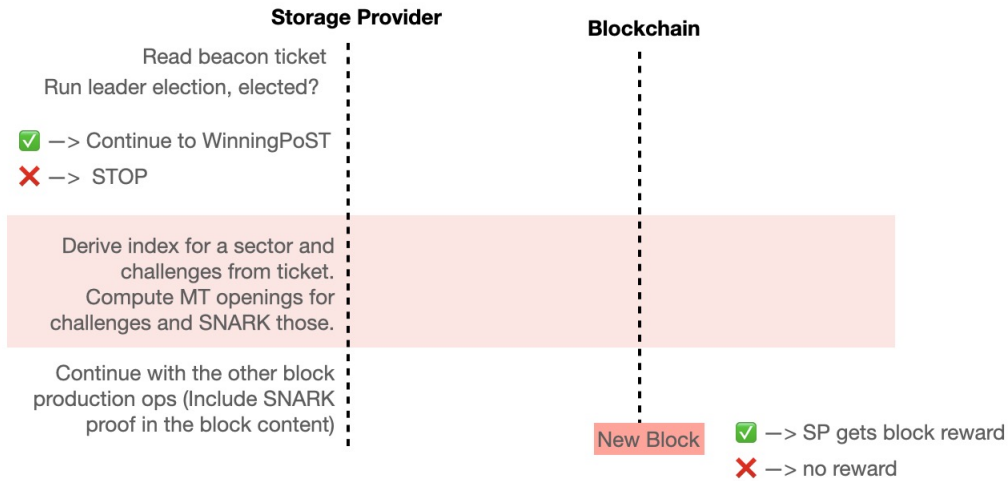 Storage Provider
Blockchain
Read beacon ticket
Run leader election, elected?
✅ —> Continue to WinningPoST
❌ —> STOP
Derive index for a sector and
challenges from ticket.
Compute MT openings for
challenges and SNARK those.
Continue with the other block
production ops (Include SNARK
proof in the block content)
New Block
✅ —> SP gets block reward
❌ —> no reward